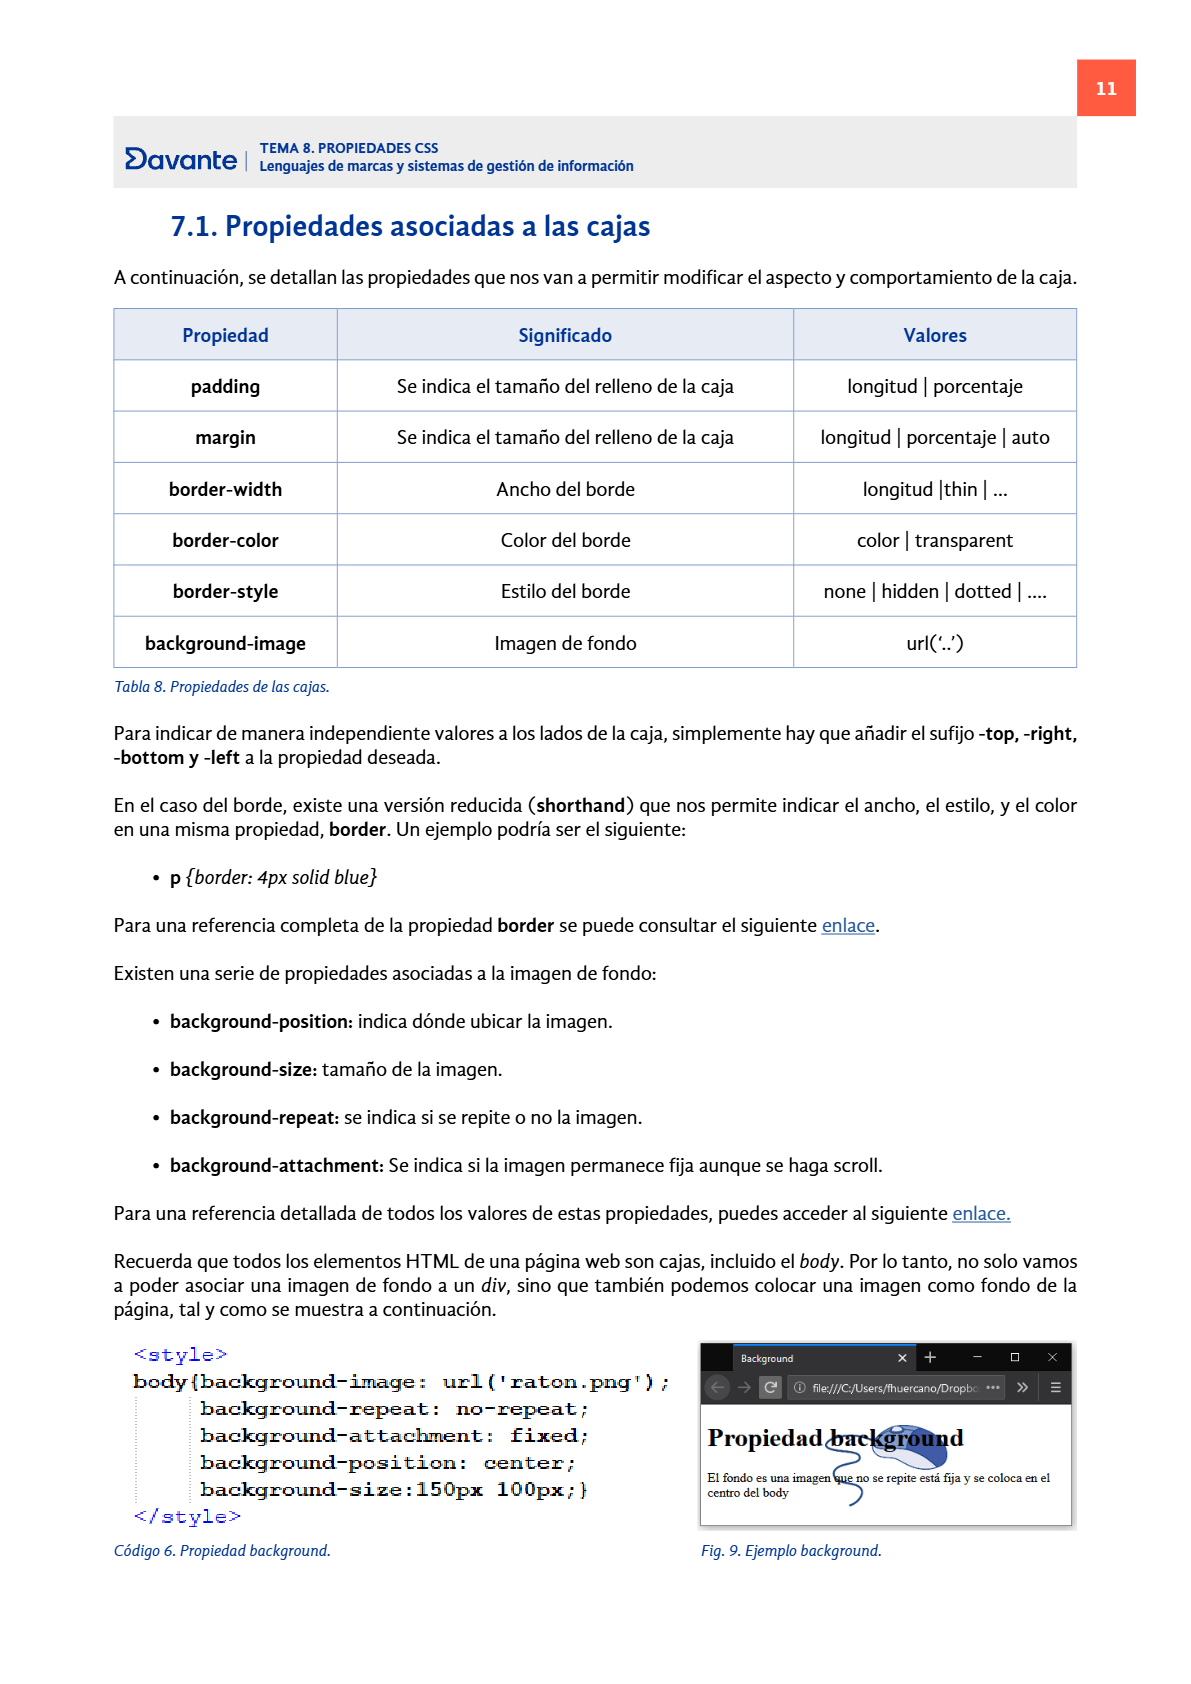 11
Davante
TEMA 8. PROPIEDADES CSS
Lenguajes de marcas y sistemas de gestión de información
7.1. Propiedades asociadas a las cajas
A continuación, se detallan las propiedades que nos van a permitir modificar el aspecto y comportamiento de la caja.
Propiedad Significado Valores
padding Se indica el tamaño del relleno de la caja longitud | porcentaje
margin Se indica el tamaño del relleno de la caja longitud | porcentaje | auto
border-width Ancho del borde longitud |thin | ...
border-color Color del borde color | transparent
border-style Estilo del borde none | hidden | dotted | ....
background-image Imagen de fondo url(‘..’)
Tabla 8. Propiedades de las cajas.
Para indicar de manera independiente valores a los lados de la caja, simplemente hay que añadir el sufijo -top, -right,
-bottom y -left a la propiedad deseada.
En el caso del borde, existe una versión reducida (shorthand) que nos permite indicar el ancho, el estilo, y el color
en una misma propiedad, border. Un ejemplo podría ser el siguiente:
• p {border: 4px solid blue}
Para una referencia completa de la propiedad border se puede consultar el siguiente enlace.
Existen una serie de propiedades asociadas a la imagen de fondo:
• background-position: indica dónde ubicar la imagen.
• background-size: tamaño de la imagen.
• background-repeat: se indica si se repite o no la imagen.
• background-attachment: Se indica si la imagen permanece fija aunque se haga scroll.
Para una referencia detallada de todos los valores de estas propiedades, puedes acceder al siguiente enlace.
Recuerda que todos los elementos HTML de una página web son cajas, incluido el body. Por lo tanto, no solo vamos
a poder asociar una imagen de fondo a un div, sino que también podemos colocar una imagen como fondo de la
página, tal y como se muestra a continuación.
<style>
body{background-image: url('raton.png');
background-repeat: no-repeat;
background-attachment: fixed;
background-position: center;
background-size:150px 100px;}
</style>
Código 6. Propiedad background.
Background
file:///C:/Users/fhuercano/Dropbo
Propiedad background
El fondo es una imagen que no se repite está fija y se coloca en el
centro del body
Fig. 9. Ejemplo background.